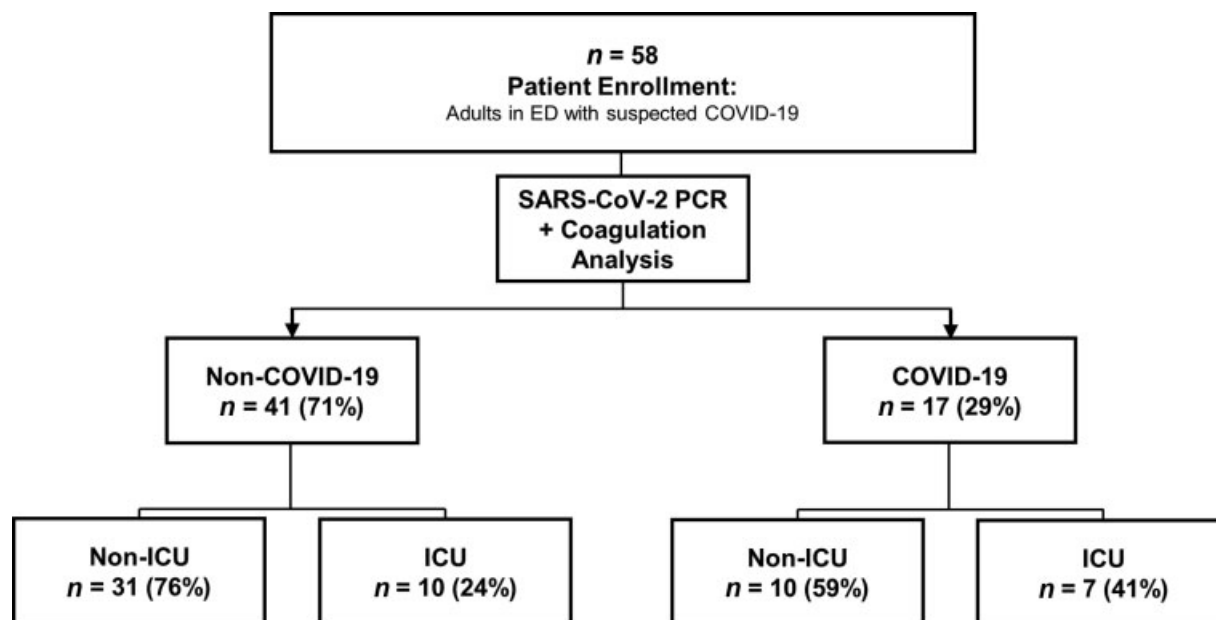 n = 58
Patient Enrollment:
Adults in ED with suspected COVID-19
SARS-CoV-2 PCR
+ Coagulation
Analysis
Non-COVID-19
n = 41 (71%)
COVID-19
n = 17 (29%)
Non-ICU
n = 31 (76%)
ICU
n = 10 (24%)
Non-ICU
n = 10 (59%)
ICU
n = 7 (41%)